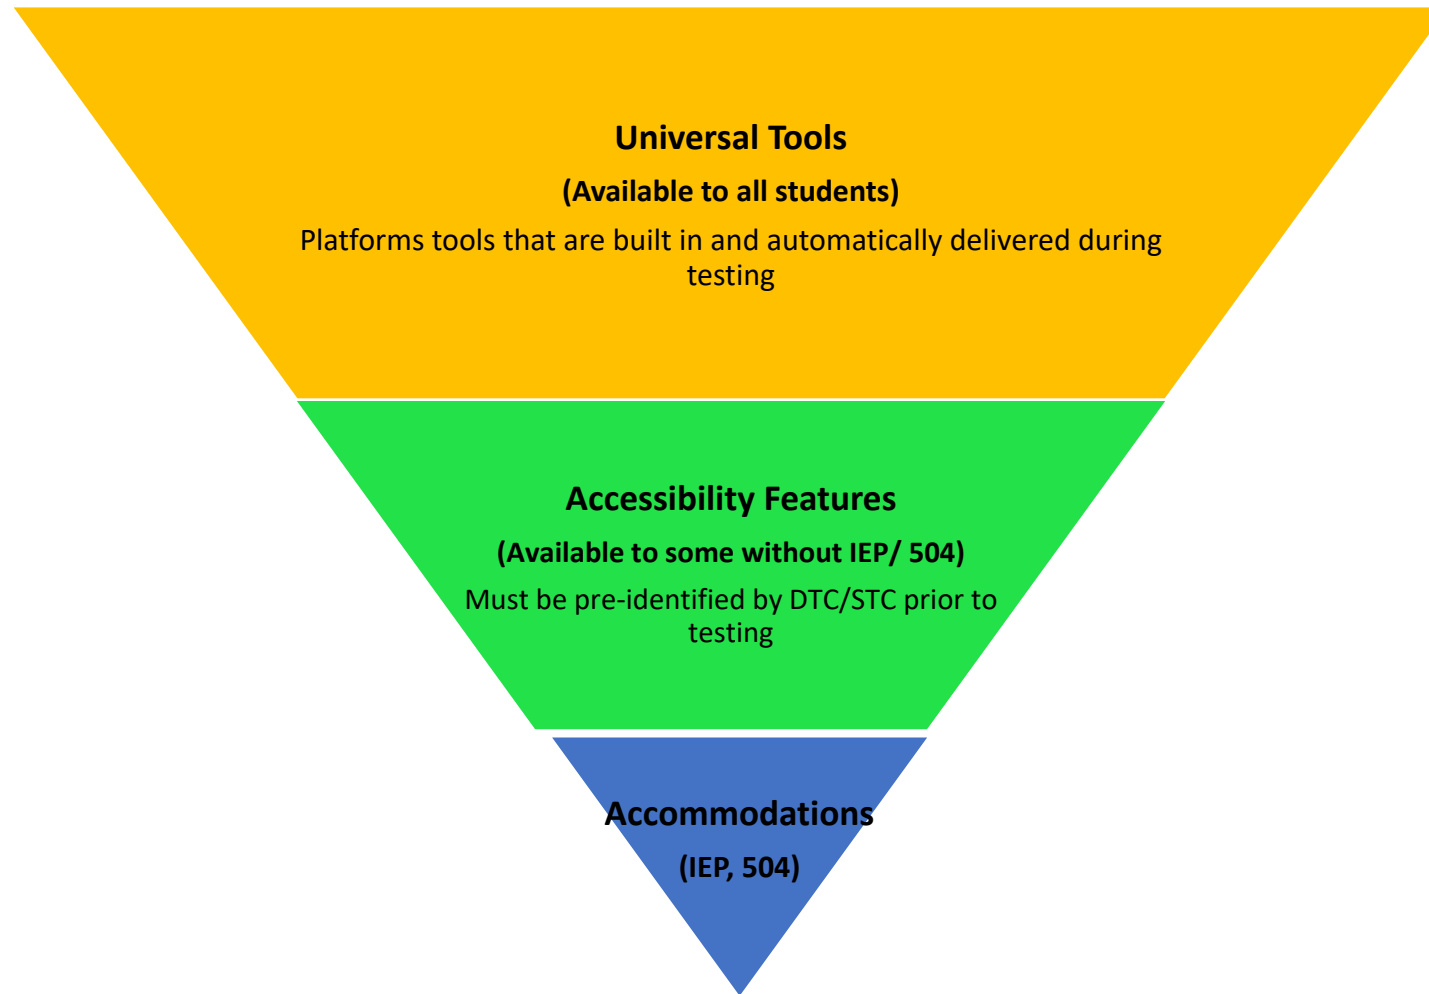 Universal Tools
(Available to all students)
Platforms tools that are built in and automatically delivered during
testing
Accessibility Features
(Available to some without IEP/ 504)
Must be pre-identified by DTC/STC prior to
testing
Accommodations
(IEP, 504)